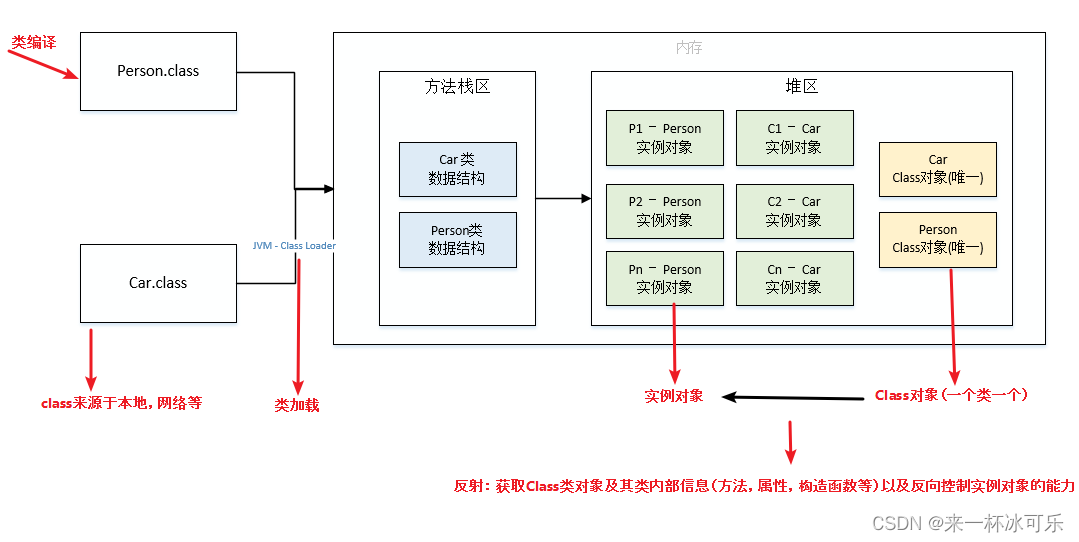 类编译
Person.class
Car.class
JVM - Class Loader
class来源于本地，网络等
类加载
内存
方法栈区
Car 类
数据结构
Person类
数据结构
堆区
P1 － Person
实例对象
C1 － Car
实例对象
P2 － Person
实例对象
C2 － Car
实例对象
Pn － Person
实例对象
Cn － Car
实例对象
Car
Class对象(唯一)
Person
Class对象(唯一)
实例对象
Class对象（一个类一个）
反射：获取Class类对象及其类内部信息（方法，属性，构造函数等）以及反向控制实例对象的能力
CSDN @来一杯冰可乐